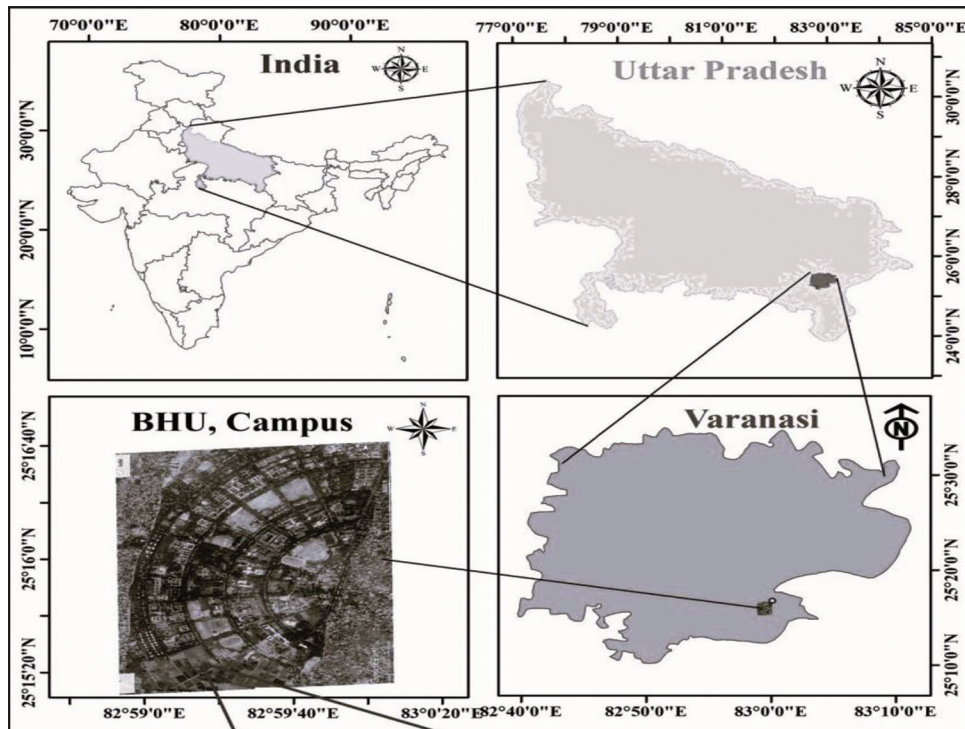 70°0'0"E 80°0'0"E 90°0'0"E
India
N
W E
S
30°0'0"N
20°0'0"N
10°0'0"N
77°0'0"E 79°0'0"E 81°0'0"E 83°0'0"E 85°0'0"E
Uttar Pradesh
N
W E
S
30°0'0"N
28°0'0"N
26°0'0"N
24°0'0"N
BHU, Campus
N
W E
S
25°16'40"N
25°16'0"N
25°15'20"N
82°59'0"E 82°59'40"E 83°0'20"E
Varanasi
N
25°30'0"N
25°20'0"N
25°10'0"N
82°40'0"E 82°50'0"E 83°0'0"E 83°10'0"E